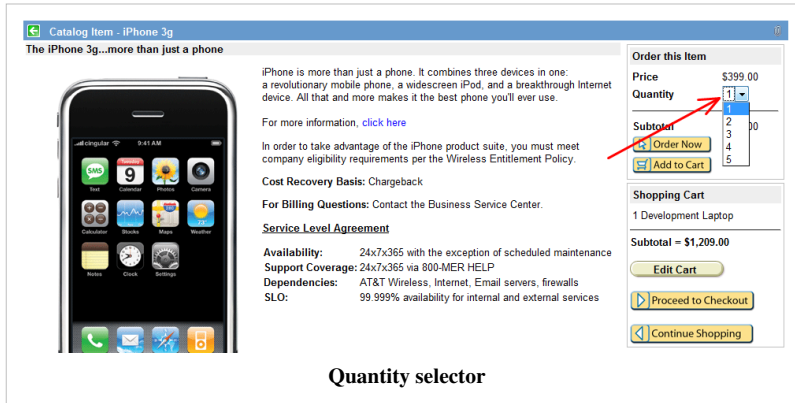 Catalog Item - iPhone 3g
The iPhone 3g...more than just a phone
cingular 9:41 AM
SMS
Tuesday
9
73°
Text Calendar Photos Camera
Calculator Stocks Maps Weather
Notes Clock Settings
iPhone is more than just a phone. It combines three devices in one:
a revolutionary mobile phone, a widescreen iPod, and a breakthrough Internet
device. All that and more makes it the best phone you'll ever use.
For more information, click here
In order to take advantage of the iPhone product suite, you must meet
company eligibility requirements per the Wireless Entitlement Policy.
Cost Recovery Basis: Chargeback
For Billing Questions: Contact the Business Service Center.
Service Level Agreement
Availability: 24x7x365 with the exception of scheduled maintenance
Support Coverage: 24x7x365 via 800-MER HELP
Dependencies: AT&T Wireless, Internet, Email servers, firewalls
SLO: 99.999% availability for internal and external services
Order this Item
Price $399.00
Quantity 1
1
2
3
4
5
Subtotal 00
Order Now
Add to Cart
Shopping Cart
1 Development Laptop
Subtotal = $1,209.00
Edit Cart
Proceed to Checkout
Continue Shopping
Quantity selector